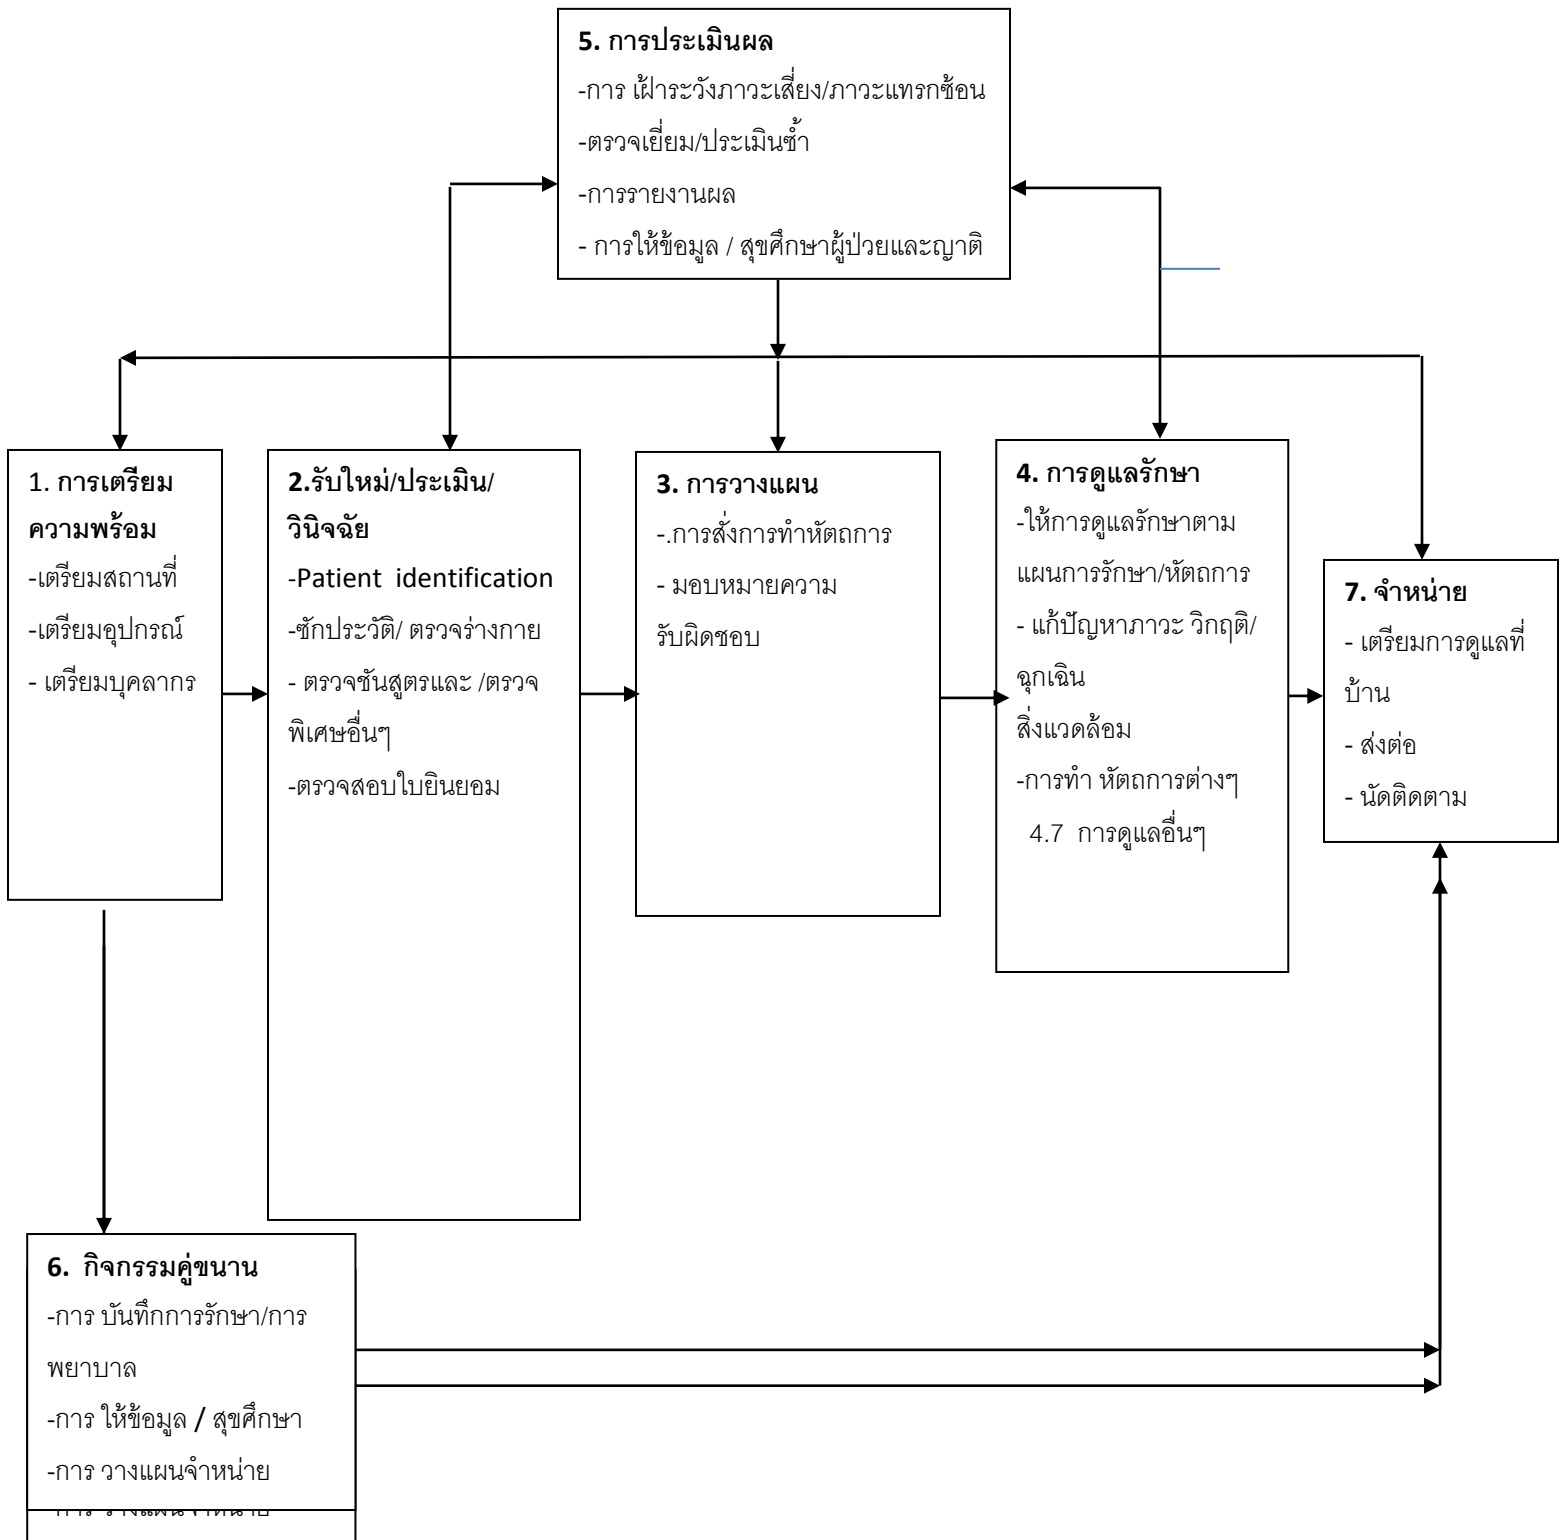 5. การประเมินผล
-การ เฝ้าระวังภาวะเสี่ยง/ภาวะแทรกซ้อน
-ตรวจเยี่ยม/ประเมินซ้ำ
-การรายงานผล
- การให้ข้อมูล / สุขศึกษาผู้ป่วยและญาติ
1. การเตรียม
ความพร้อม
-เตรียมสถานที่
-เตรียมอุปกรณ์
- เตรียมบุคลากร
2.รับใหม่/ประเมิน/
วินิจฉัย
-Patient identification
-ซักประวัติ/ ตรวจร่างกาย
- ตรวจชันสูตรและ /ตรวจ
พิเศษอื่นๆ
-ตรวจสอบใบยินยอม
3. การวางแผน
-.การสั่งการทำหัตถการ
- มอบหมายความ
รับผิดชอบ
4. การดูแลรักษา
-ให้การดูแลรักษาตาม
แผนการรักษา/หัตถการ
- แก้ปัญหาภาวะ วิกฤติ/
ฉุกเฉิน
สิ่งแวดล้อม
-การทำ หัตถการต่างๆ
4.7 การดูแลอื่นๆ
7. จำหน่าย
- เตรียมการดูแลที่
บ้าน
- ส่งต่อ
- นัดติดตาม
6. กิจกรรมคู่ขนาน
-การ บันทึกการรักษา/การ
พยาบาล
-การ ให้ข้อมูล / สุขศึกษา
-การ วางแผนจำหน่าย
-การ วางแผนจำหน่าย